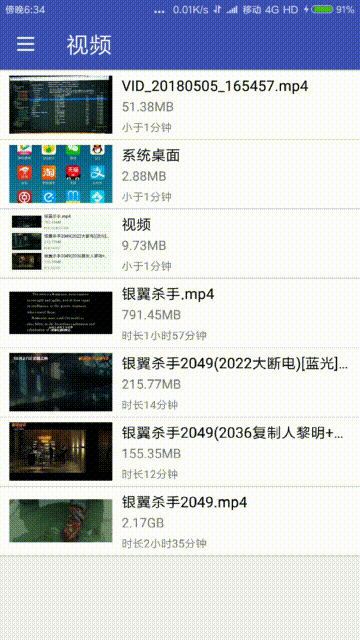 傍晚6:34
... 0.01K/s 移动 4G HD 91%
视频
VID_20180505_165457.mp4
51.38MB
小于1分钟
系统桌面
2.88MB
小于1分钟
视频
9.73MB
小于1分钟
银翼杀手.mp4
791.45MB
时长1小时57分钟
银翼杀手2049(2022大断电)[蓝光]...
215.77MB
时长14分钟
银翼杀手2049(2036复制人黎明+...
155.35MB
时长12分钟
银翼杀手2049.mp4
2.17GB
时长2小时35分钟